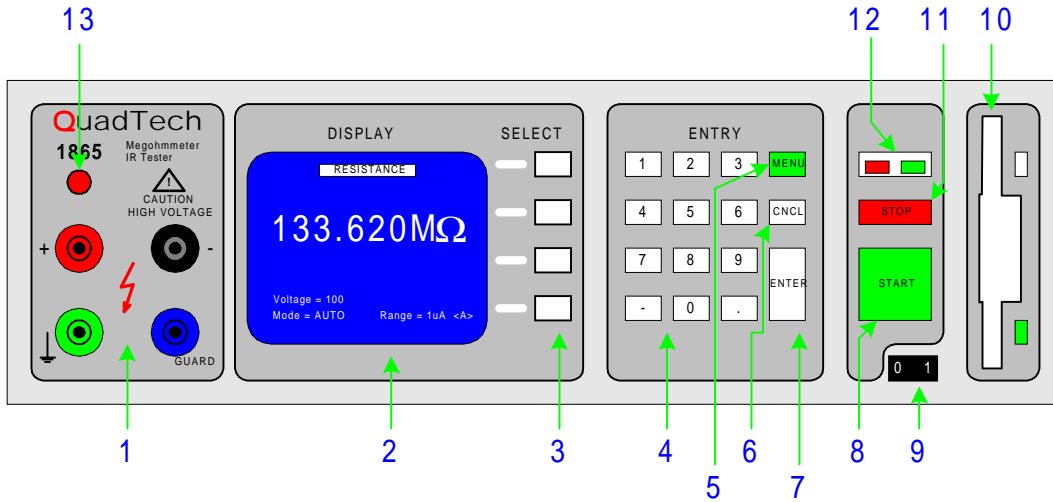 13
12
11
10
QuadTech
1865
Megohmmeter
IR Tester
CAUTION
HIGH VOLTAGE
+
-
GUARD
DISPLAY
SELECT
RESISTANCE
133.620MΩ
Voltage = 100
Mode = AUTO
Range = 1uA <A>
ENTRY
1 2 3 MENU
4 5 6 CNCL
7 8 9 ENTER
- 0 .
STOP
START
0 1
1
2
3
4
5
6
7
8
9